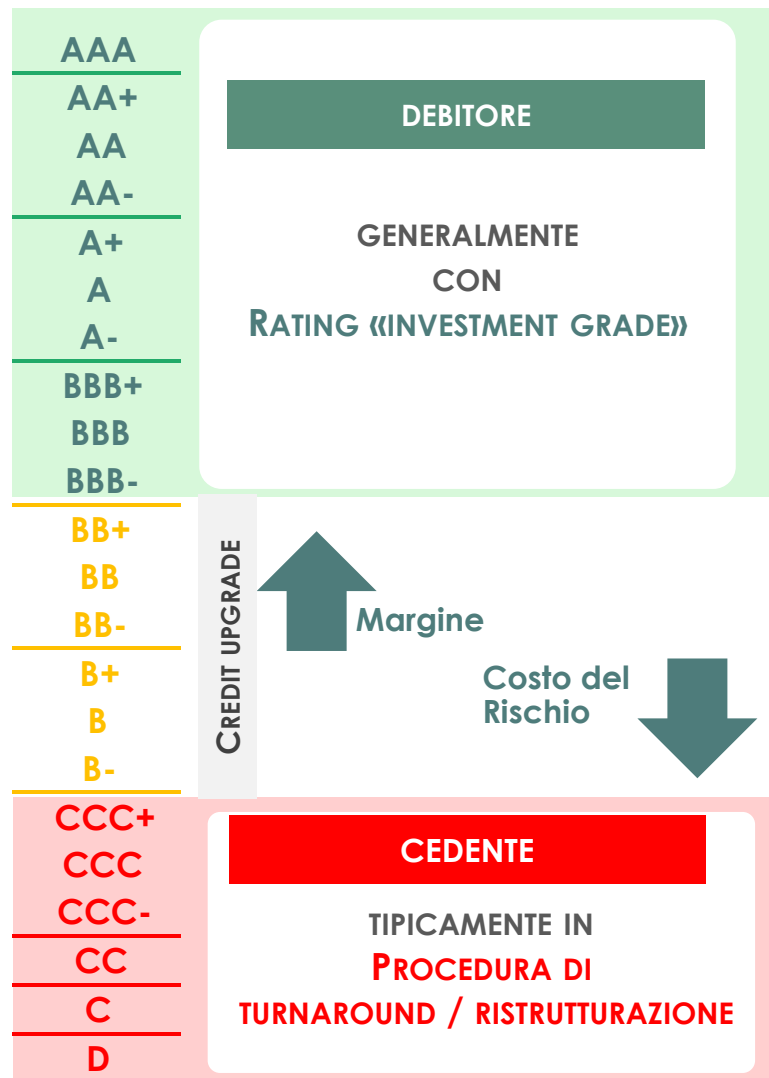 AAA
AA+
AA
AA-
A+
A
A-
BBB+
BBB
BBB-
BB+
BB
BB-
B+
B
B-
CCC+
CCC
CCC-
CC
C
D
DEBITORE
GENERALMENTE
CON
RATING «INVESTMENT GRADE»
CREDIT UPGRADE
Margine
Costo del
Rischio
CEDENTE
TIPICAMENTE IN
PROCEDURA DI
TURNAROUND / RISTRUTTURAZIONE